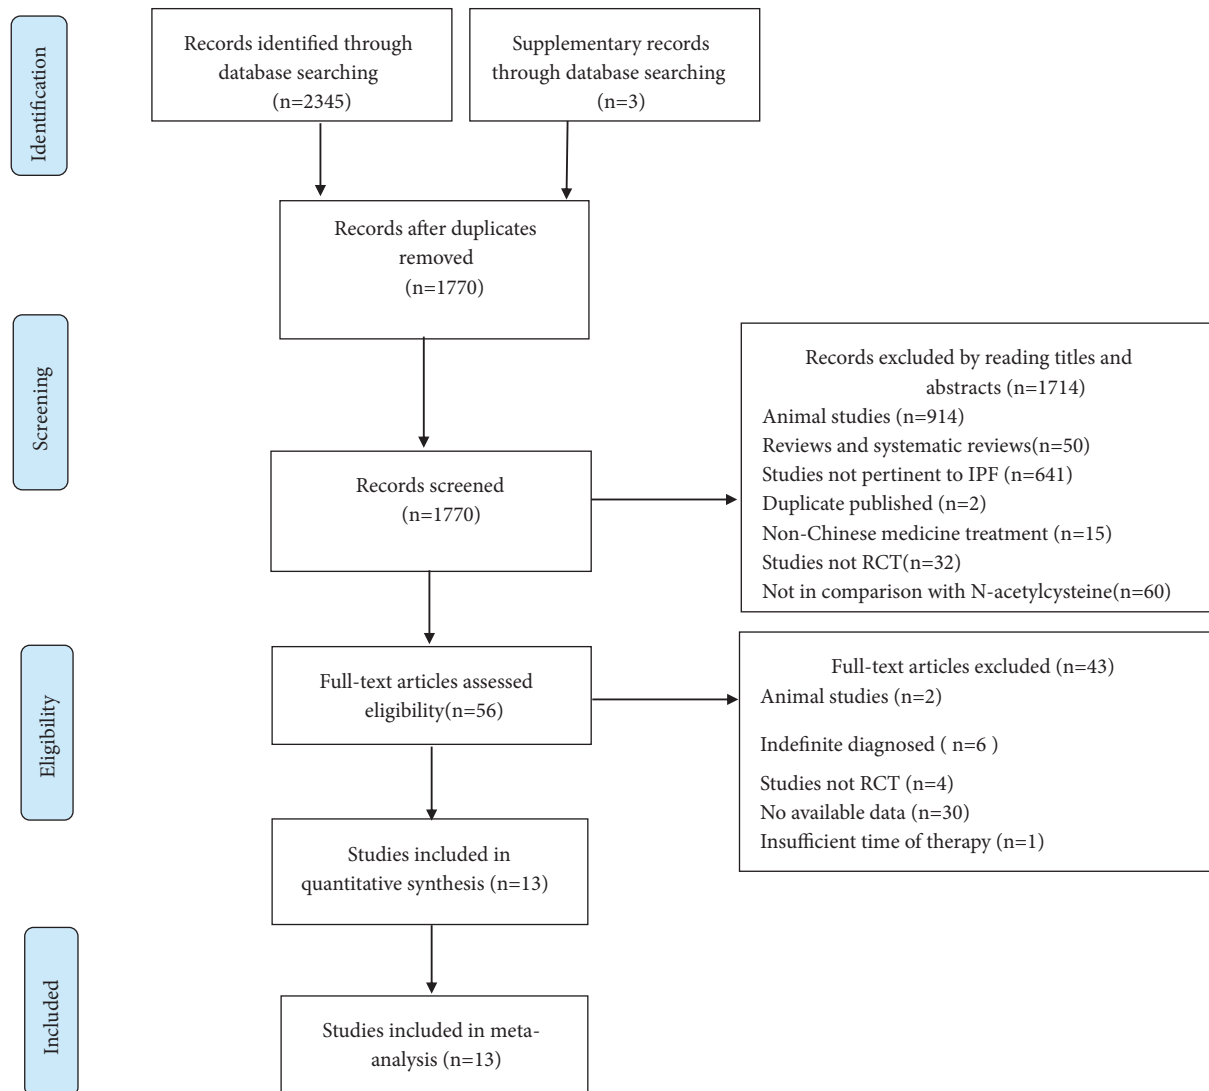 Identification
Records identified through
database searching
(n=2345)
Supplementary records
through database searching
(n=3)
Records after duplicates
removed
(n=1770)
Screening
Records screened
(n=1770)
Records excluded by reading titles and
abstracts (n=1714)
Animal studies (n=914)
Reviews and systematic reviews(n=50)
Studies not pertinent to IPF (n=641)
Duplicate published (n=2)
Non-Chinese medicine treatment (n=15)
Studies not RCT(n=32)
Not in comparison with N-acetylcysteine(n=60)
Eligibility
Full-text articles assessed
eligibility(n=56)
Full-text articles excluded (n=43)
Animal studies (n=2)
Indefinite diagnosed ( n=6 )
Studies not RCT (n=4)
No available data (n=30)
Insufficient time of therapy (n=1)
Studies included in
quantitative synthesis (n=13)
Included
Studies included in meta-
analysis (n=13)